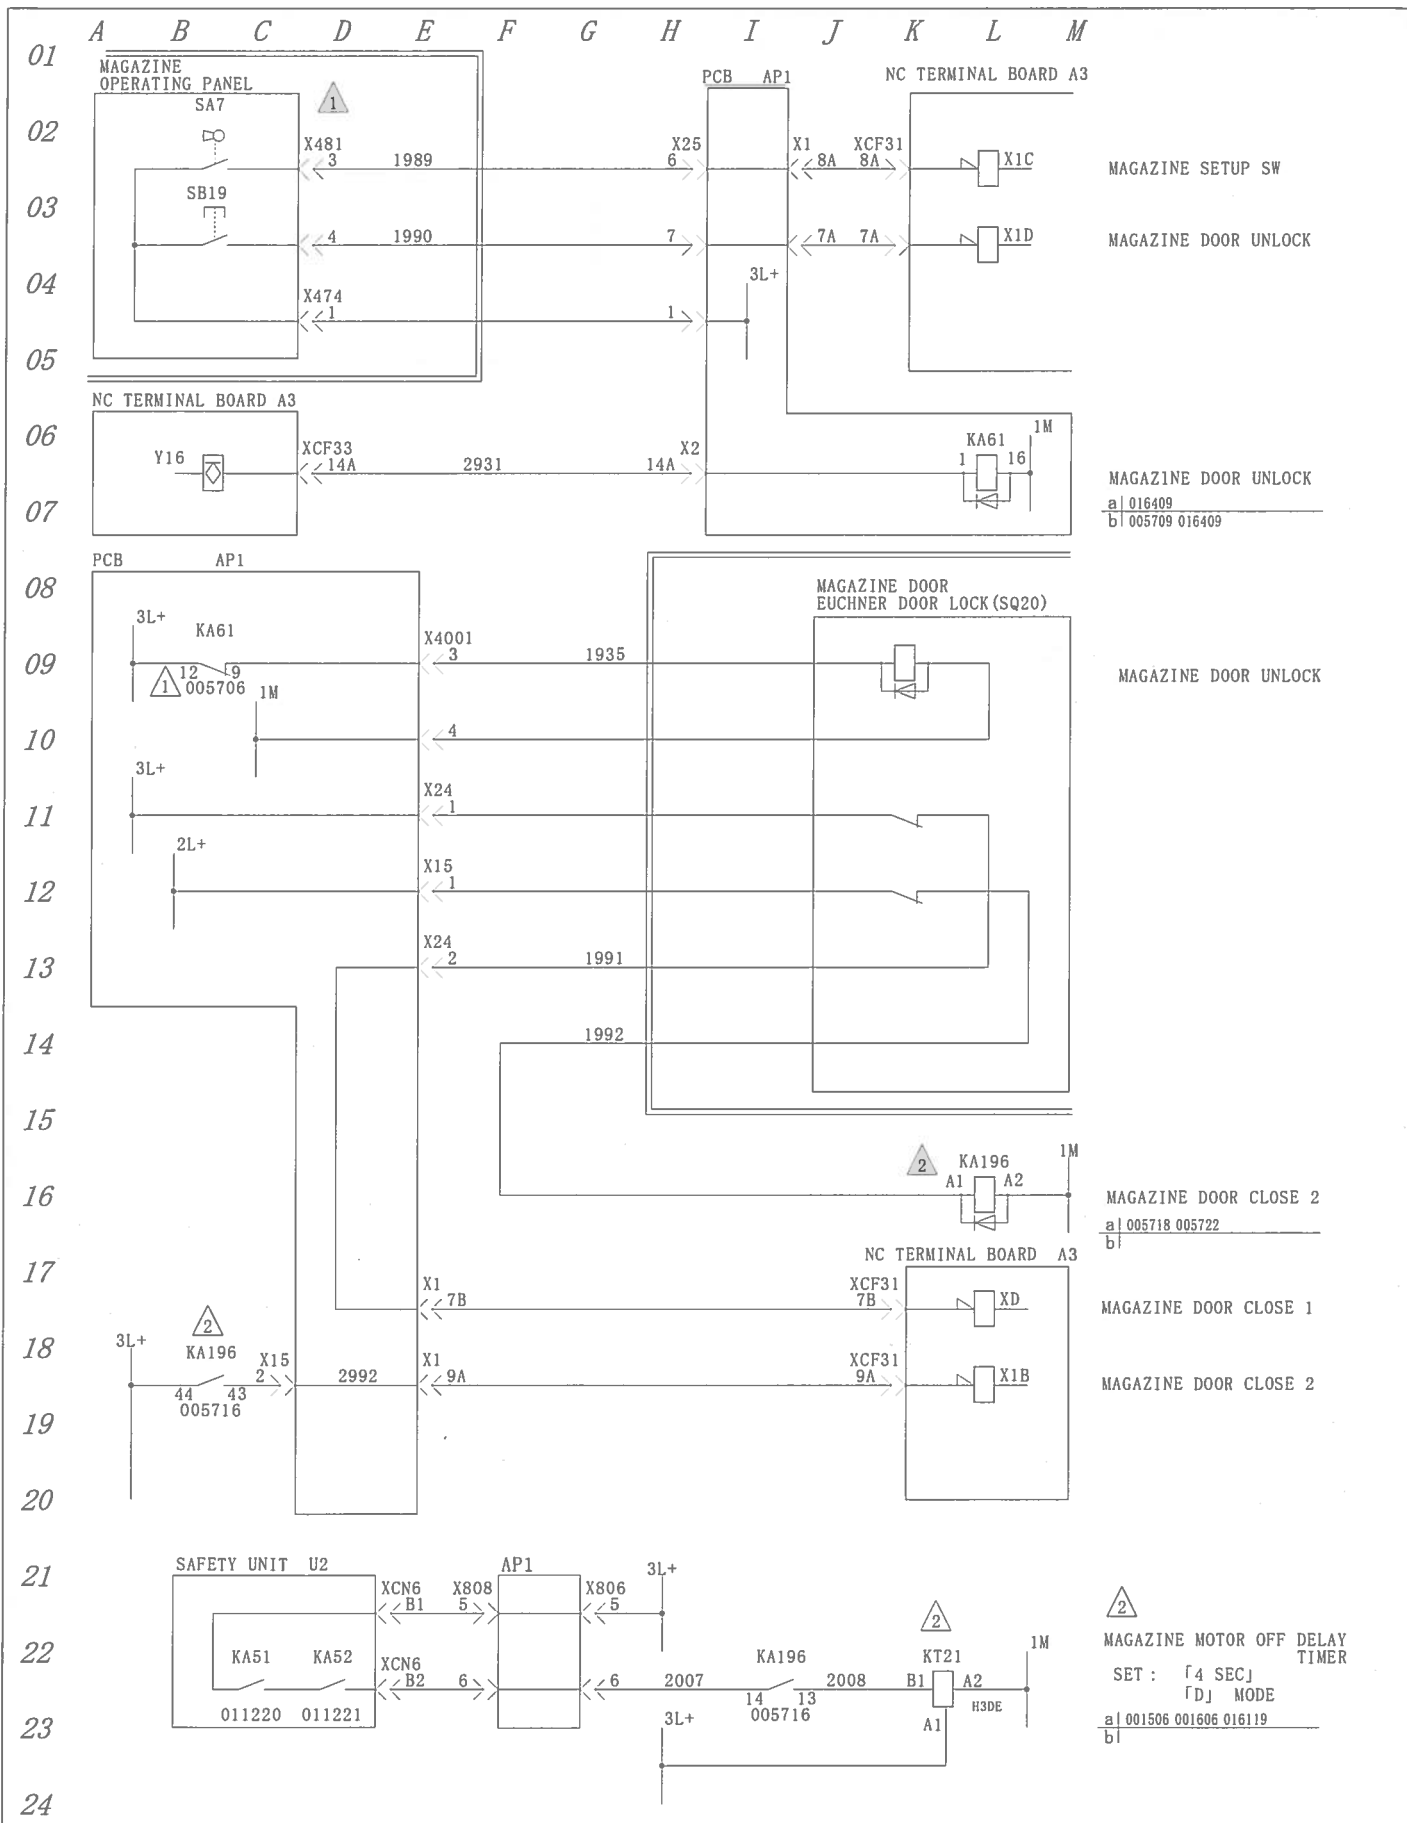 A B C D E F G H I J K L M
01
MAGAZINE
OPERATING PANEL
PCB AP1
NC TERMINAL BOARD A3
SA7
1
02
X481
3
1989
X25
6
X1
8A
XCF31
8A
X1C
MAGAZINE SETUP SW
03
SB19
4
1990
7
7A
7A
X1D
MAGAZINE DOOR UNLOCK
04
X474
1
1
3L+
05
NC TERMINAL BOARD A3
06
Y16
XCF33
14A
2931
X2
14A
KA61
1
16
1M
MAGAZINE DOOR UNLOCK
a 016409
b 005709 016409
07
PCB AP1
08
MAGAZINE DOOR
EUCHNER DOOR LOCK(SQ20)
3L+
KA61
X4001
09
12 9
3
1935
1
005706
MAGAZINE DOOR UNLOCK
1M
10
4
3L+
11
X24
1
2L+
12
X15
1
13
X24
2
1991
14
1992
15
2
KA196
1M
16
A1 A2
MAGAZINE DOOR CLOSE 2
a 005718 005722
b
17
NC TERMINAL BOARD A3
X1
7B
XCF31
7B
XD
MAGAZINE DOOR CLOSE 1
2
18
3L+
KA196
X15
2
2992
X1
9A
XCF31
9A
X1B
MAGAZINE DOOR CLOSE 2
44 43
005716
19
20
21
SAFETY UNIT U2
AP1
3L+
XCN6
B1
X808
5
X806
5
2
2
22
KA51 KA52
XCN6
B2
6
6
2007
KA196
2008
KT21
B1 A2
1M
MAGAZINE MOTOR OFF DELAY
TIMER
SET : 「4 SEC」
「D」 MODE
14 13
005716
H3DE
011220 011221
23
3L+
A1
a 001506 001606 016119
b
24